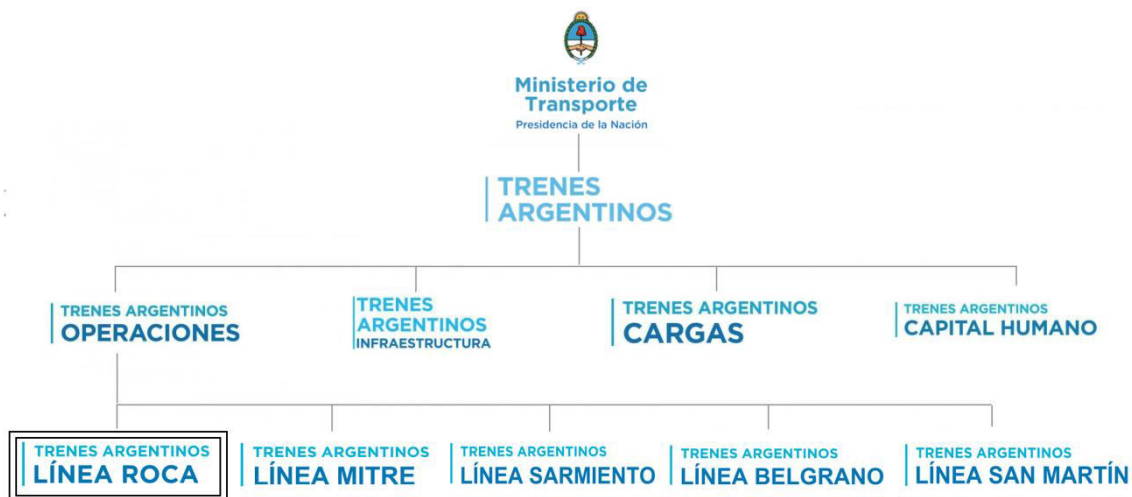 Ministerio de
Transporte
Presidencia de la Nación
TRENES
ARGENTINOS
TRENES ARGENTINOS
OPERACIONES
TRENES
ARGENTINOS
INFRAESTRUCTURA
TRENES ARGENTINOS
CARGAS
TRENES ARGENTINOS
CAPITAL HUMANO
TRENES ARGENTINOS
LÍNEA ROCA
TRENES ARGENTINOS
LÍNEA MITRE
TRENES ARGENTINOS
LÍNEA SARMIENTO
TRENES ARGENTINOS
LÍNEA BELGRANO
TRENES ARGENTINOS
LÍNEA SAN MARTÍN